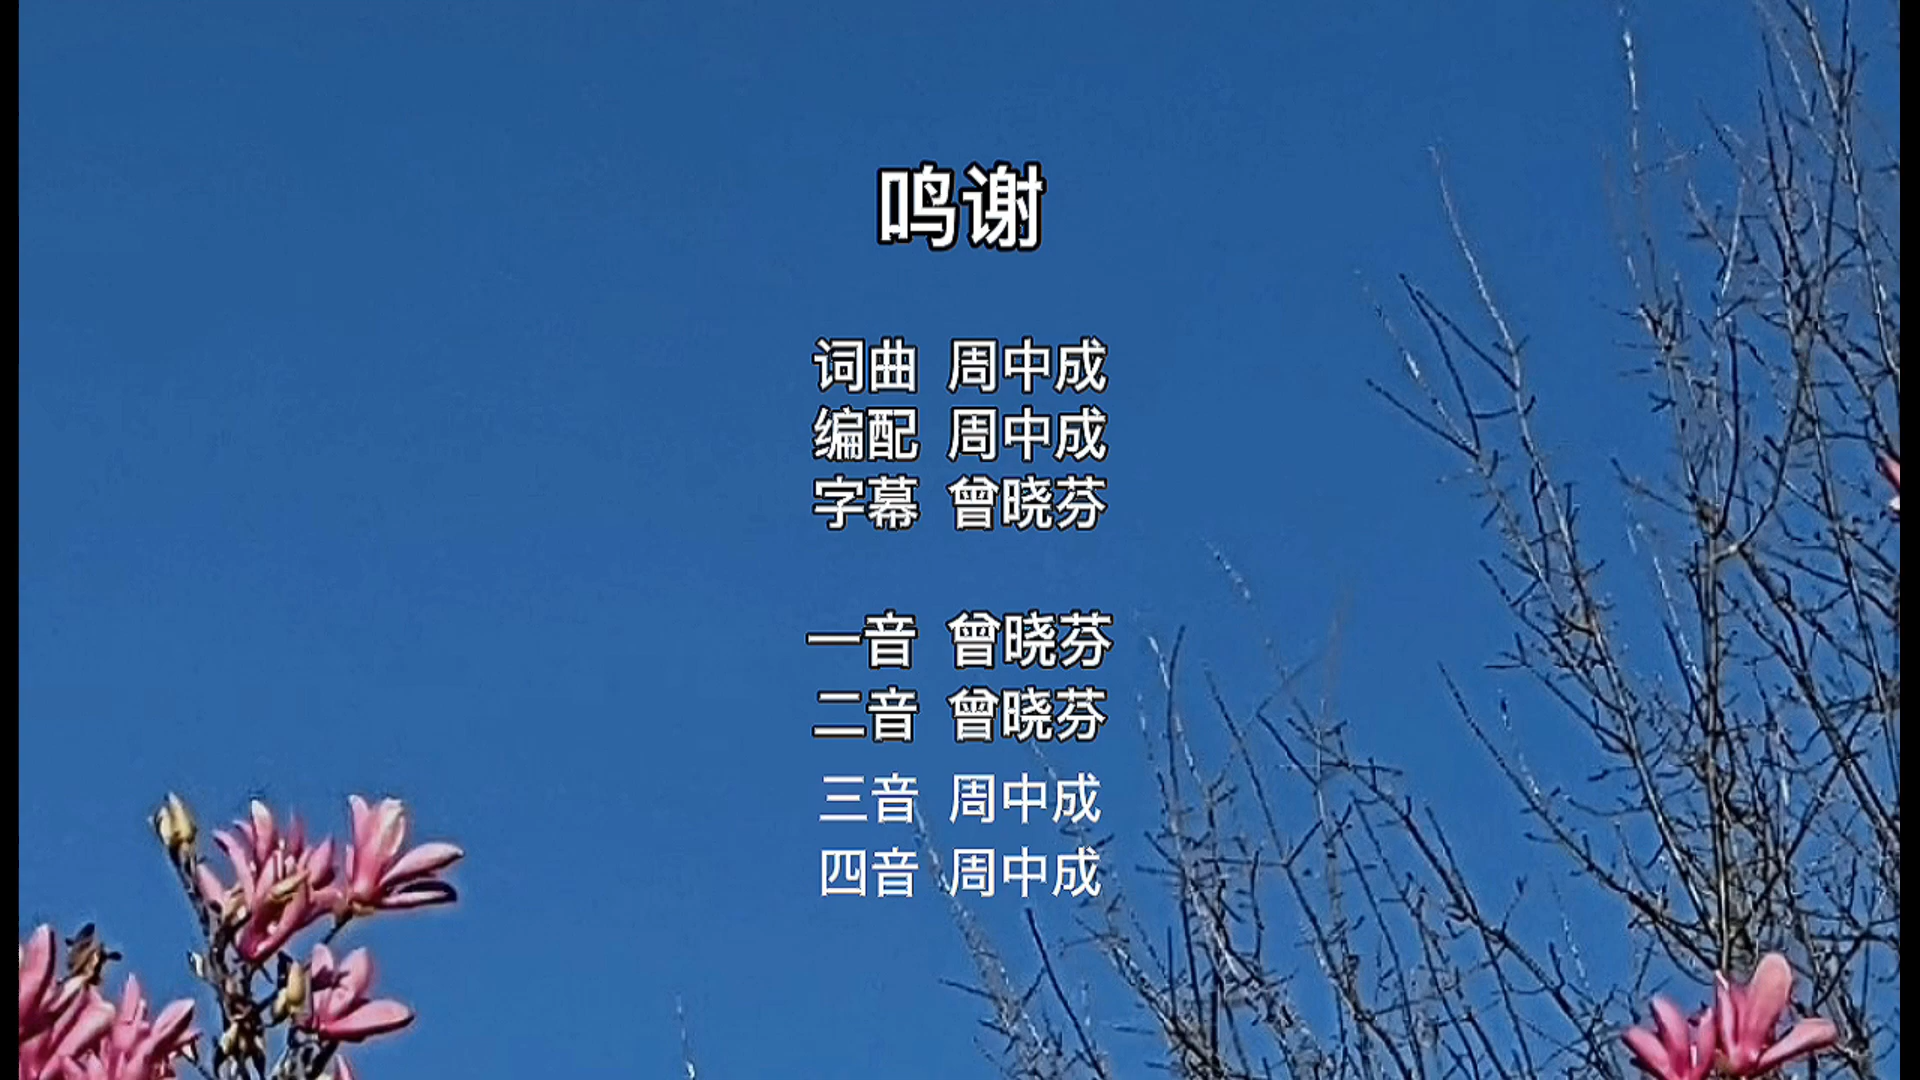 鸣谢
词曲 周中成
编配 周中成
字幕 曾晓芬
一音 曾晓芬
二音 曾晓芬
三音 周中成
四音 周中成